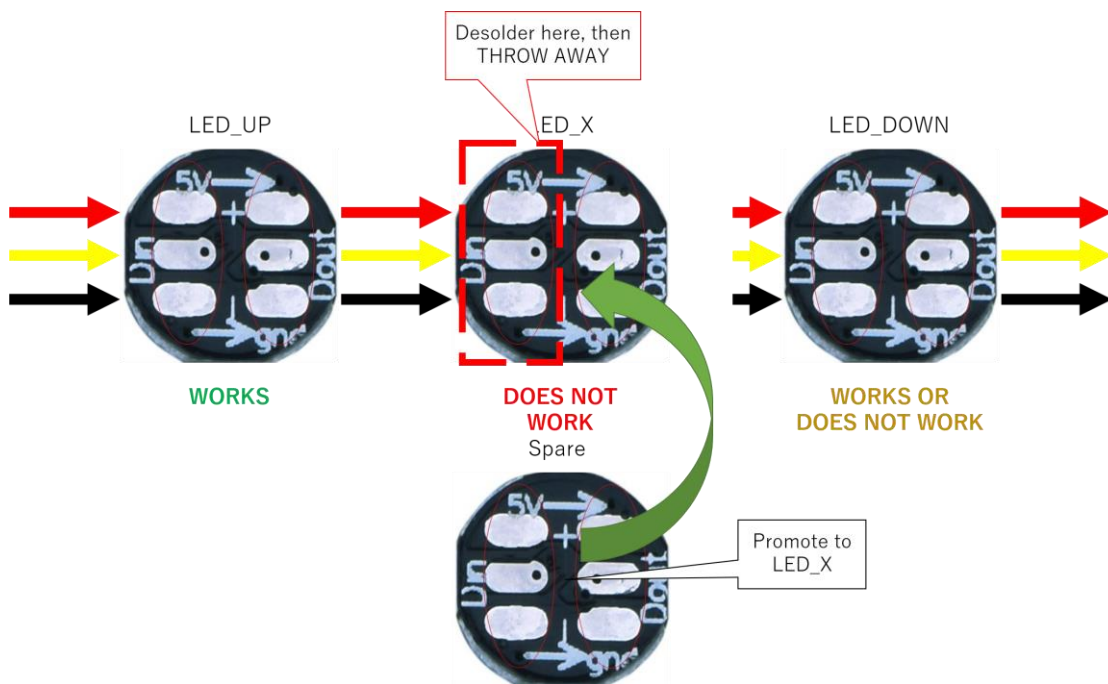 Desolder here, then
THROW AWAY
LED_UP
ED_X
LED_DOWN
5V
+
Din
Dout
gnd
5V
+
Din
gnd
5V
+
Din
Dout
gnd
WORKS
DOES NOT
WORK
WORKS OR
DOES NOT WORK
Spare
5V
+
Din
Dout
gnd
Promote to
LED_X